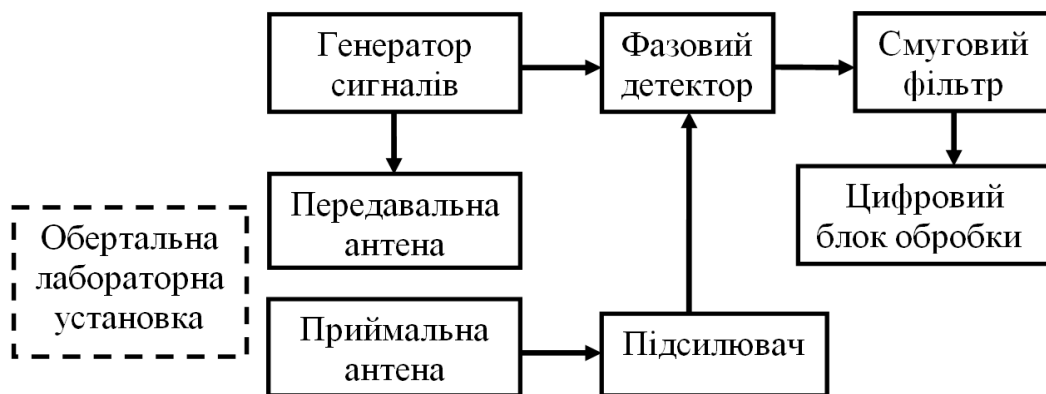 Генератор
сигналів
Фазовий
детектор
Смуговий
фільтр
Передавальна
антена
Цифровий
блок обробки
Обертальна
лабораторна
установка
Приймальна
антена
Підсилювач